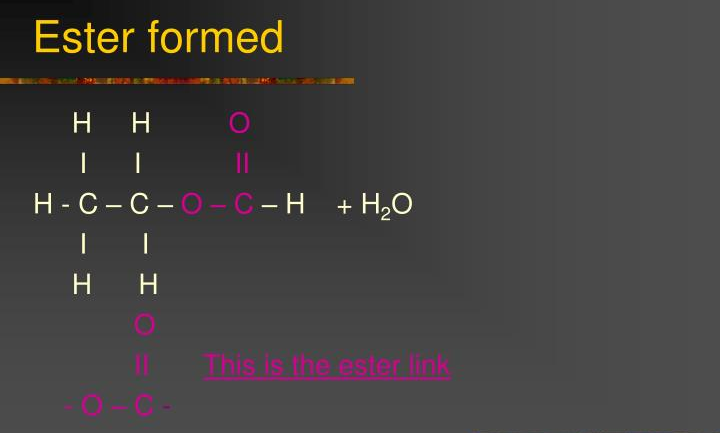 Ester formed
H H O
I I II
H - C – C – O – C – H + H₂O
I I
H H
O
II This is the ester link
- O – C -